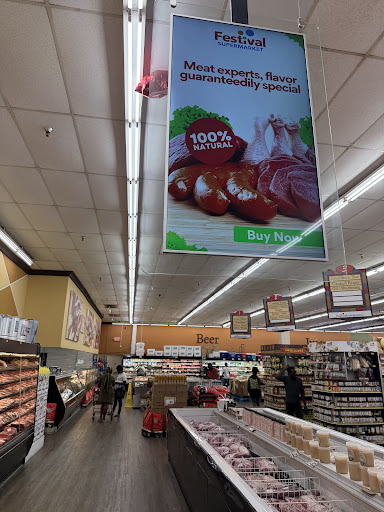 Festival
SUPERMARKET
Meat experts, flavor
guaranteedily special
100%
NATURAL
Buy Now
Beer